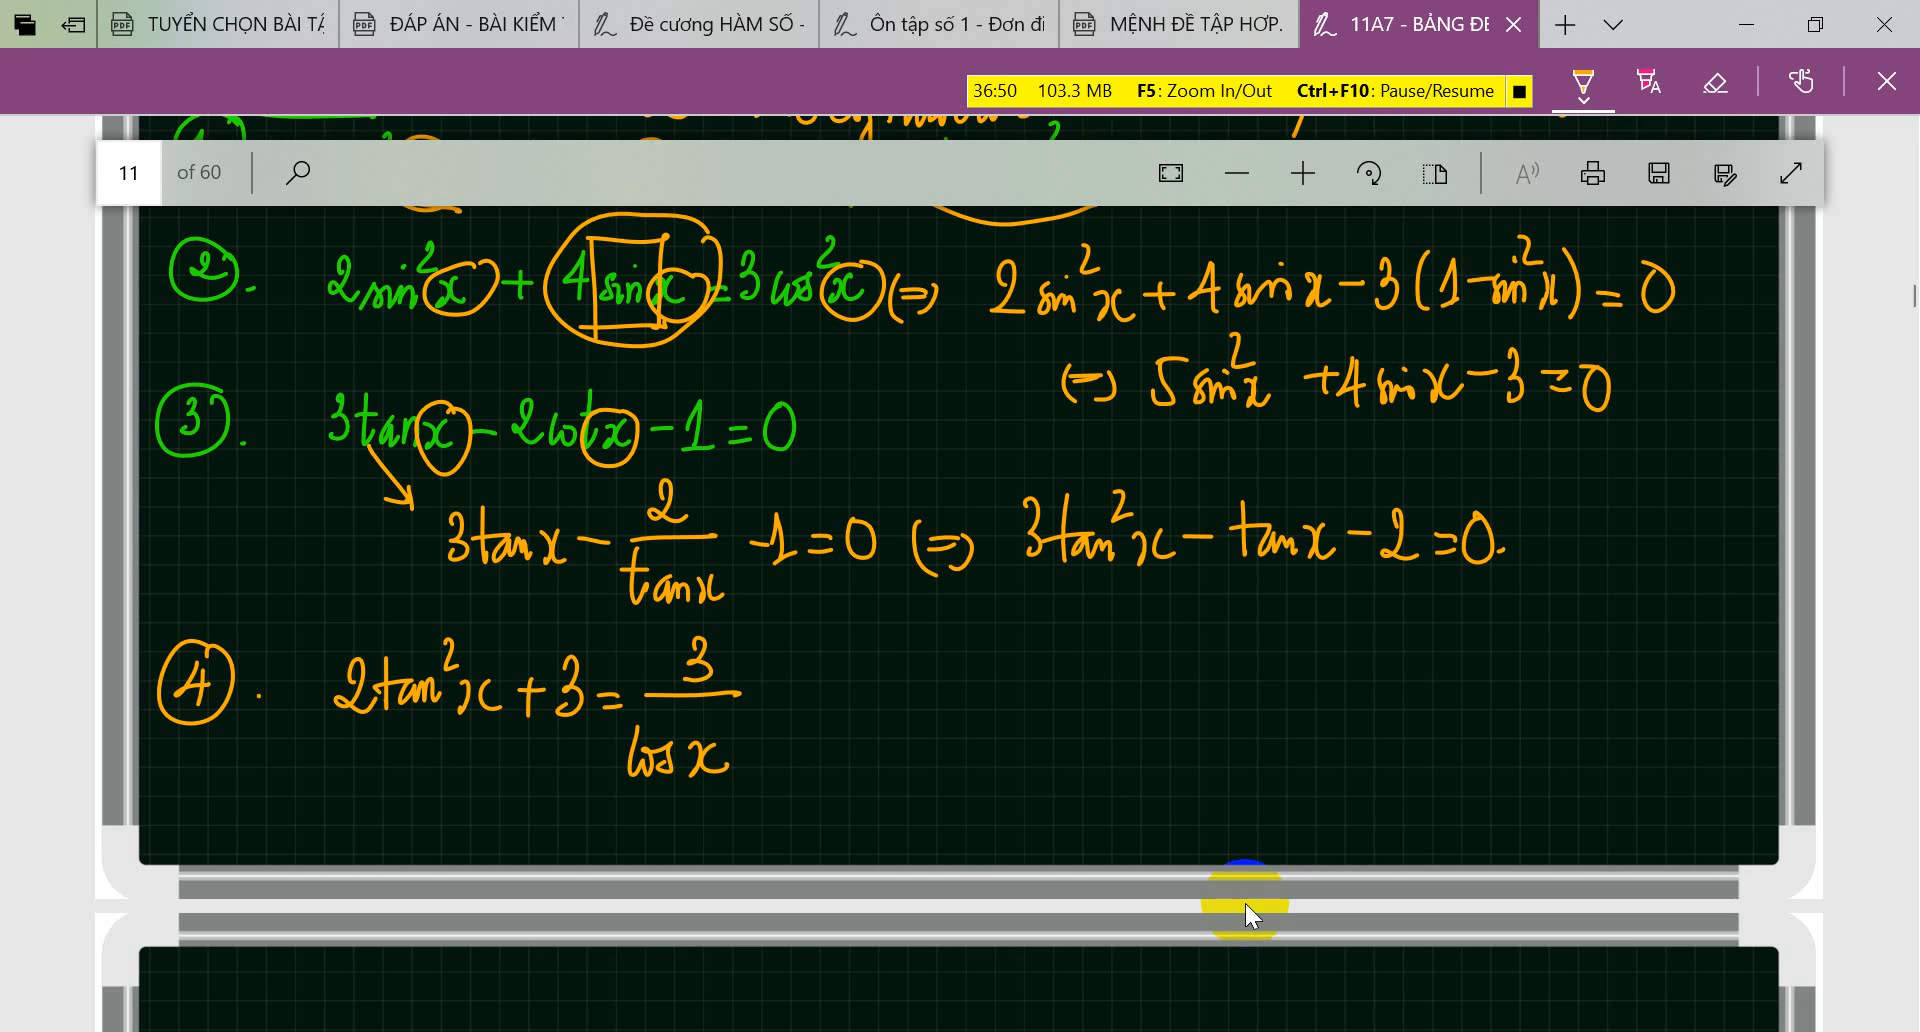 TUYỂN CHỌN BÀI TẬ ĐÁP ÁN - BÀI KIỂM Đề cương HÀM SỐ - Ôn tập số 1 - Đơn đi MỆNH ĐỀ TẬP HƠP. 11A7 - BẢNG ĐE
36:50 103.3 MB F5: Zoom In/Out Ctrl+F10: Pause/Resume
11 of 60
②. 2sin²x + 4sinx = 3cos²x (=) 2sin²x + 4sinx - 3(1-sin²x) = 0
(=) 5sin²x + 4sinx - 3 = 0
③. 3tanx - 2cotx - 1 = 0
3tanx - 2/tanx - 1 = 0 (=) 3tan²x - tanx - 2 = 0.
④. 2tan²x + 3 = 3/cosx